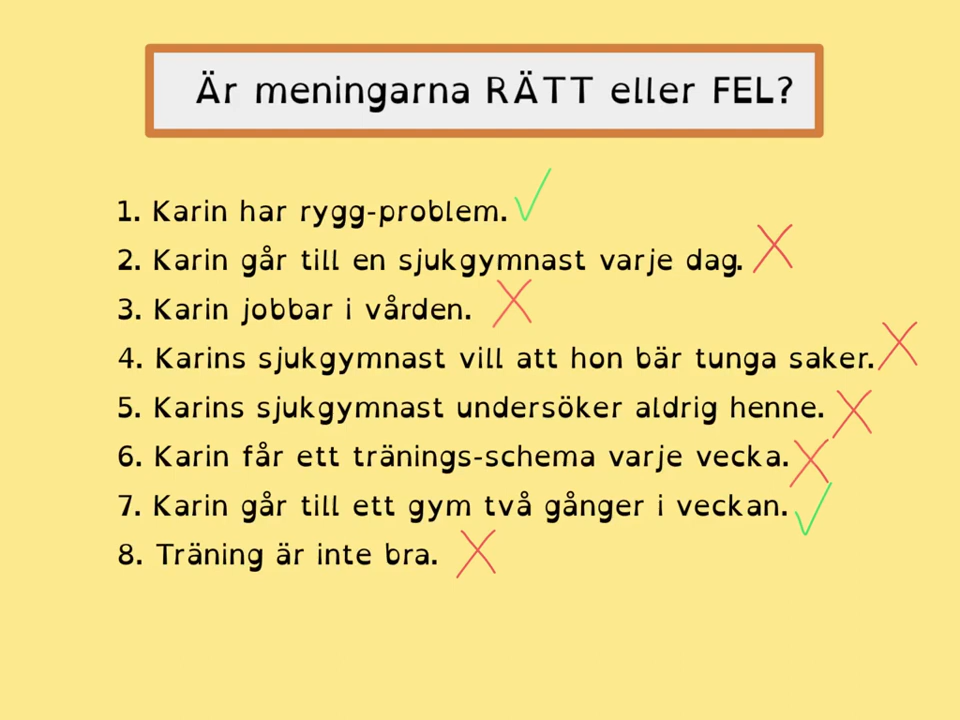 Är meningarna RÄTT eller FEL?
1. Karin har rygg-problem.
2. Karin går till en sjukgymnast varje dag.
3. Karin jobbar i vården.
4. Karins sjukgymnast vill att hon bär tunga saker.
5. Karins sjukgymnast undersöker aldrig henne.
6. Karin får ett tränings-schema varje vecka.
7. Karin går till ett gym två gånger i veckan.
8. Träning är inte bra.